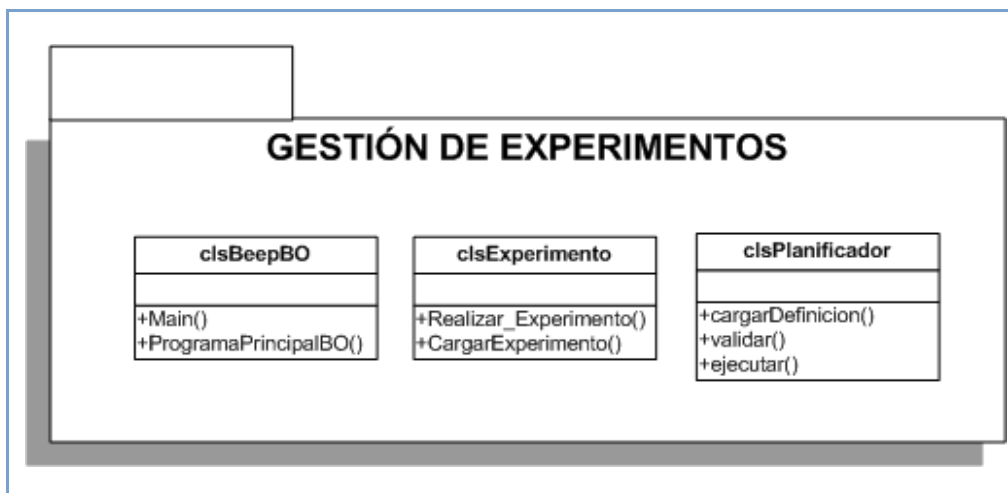 GESTIÓN DE EXPERIMENTOS
clsBeepBO
+Main()
+ProgramaPrincipalBO()
clsExperimento
+Realizar_Experimento()
+CargarExperimento()
clsPlanificador
+cargarDefinicion()
+validar()
+ejecutar()